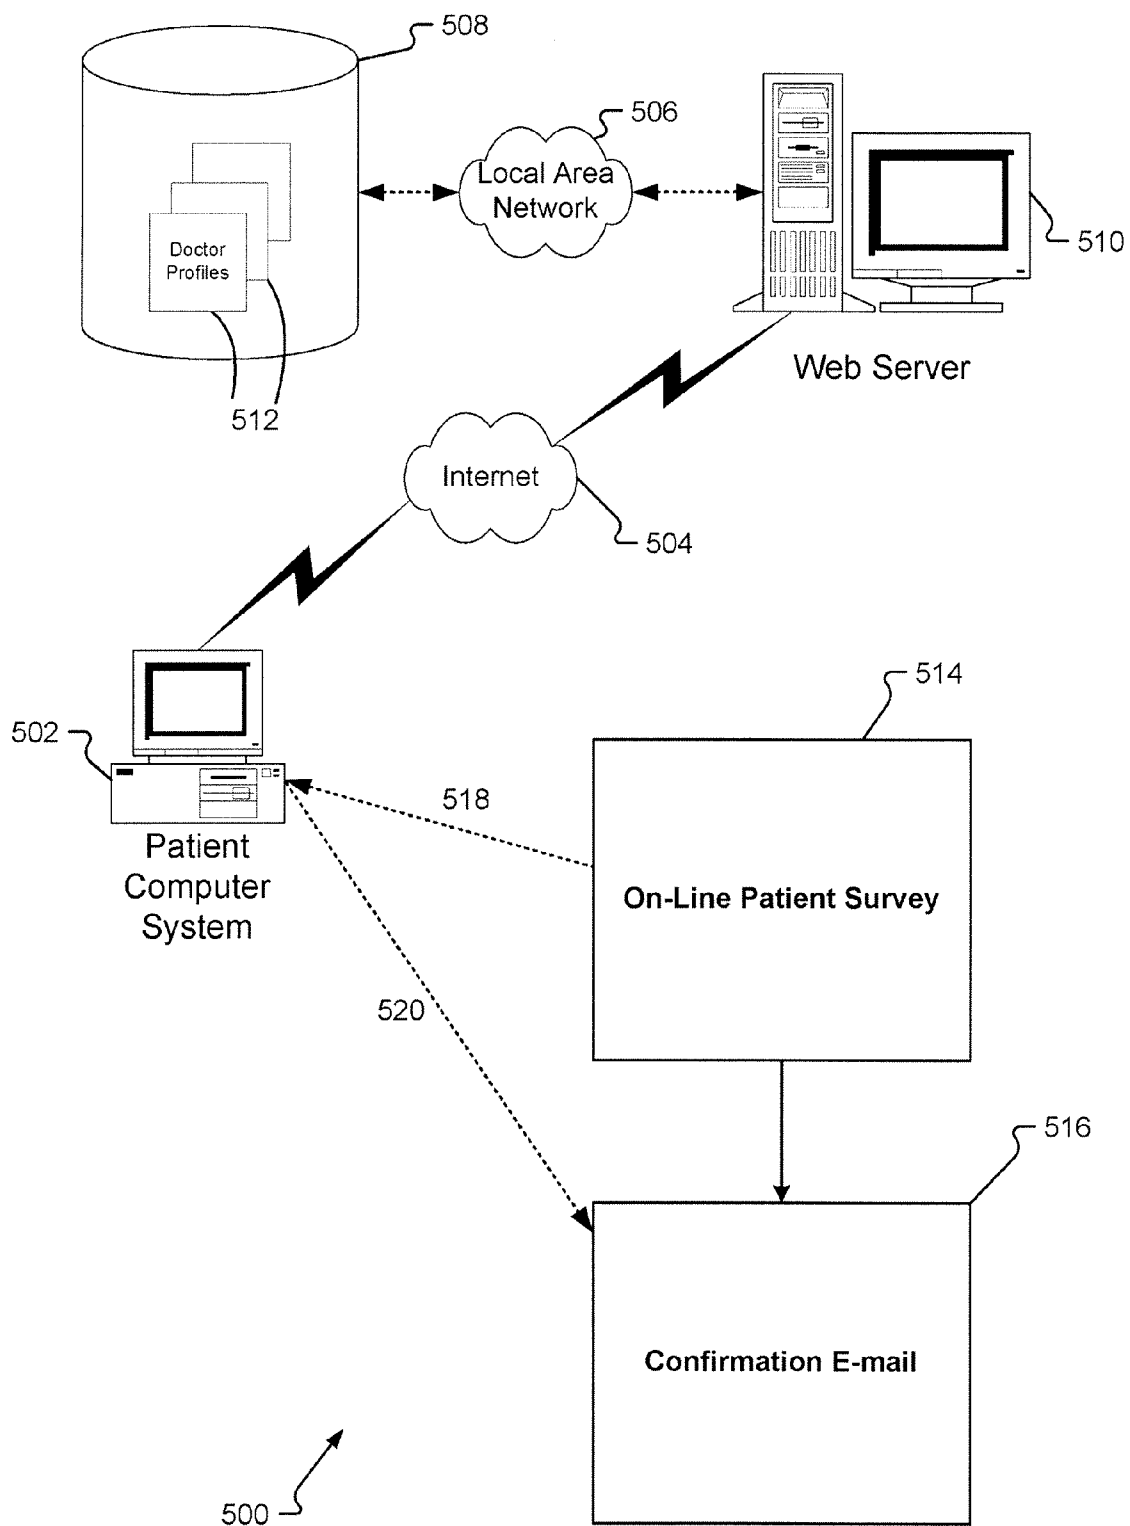 508
506
Local Area
Network
510
Doctor
Profiles
512
Web Server
Internet
504
514
502
518
Patient
Computer
System
On-Line Patient Survey
520
516
Confirmation E-mail
500